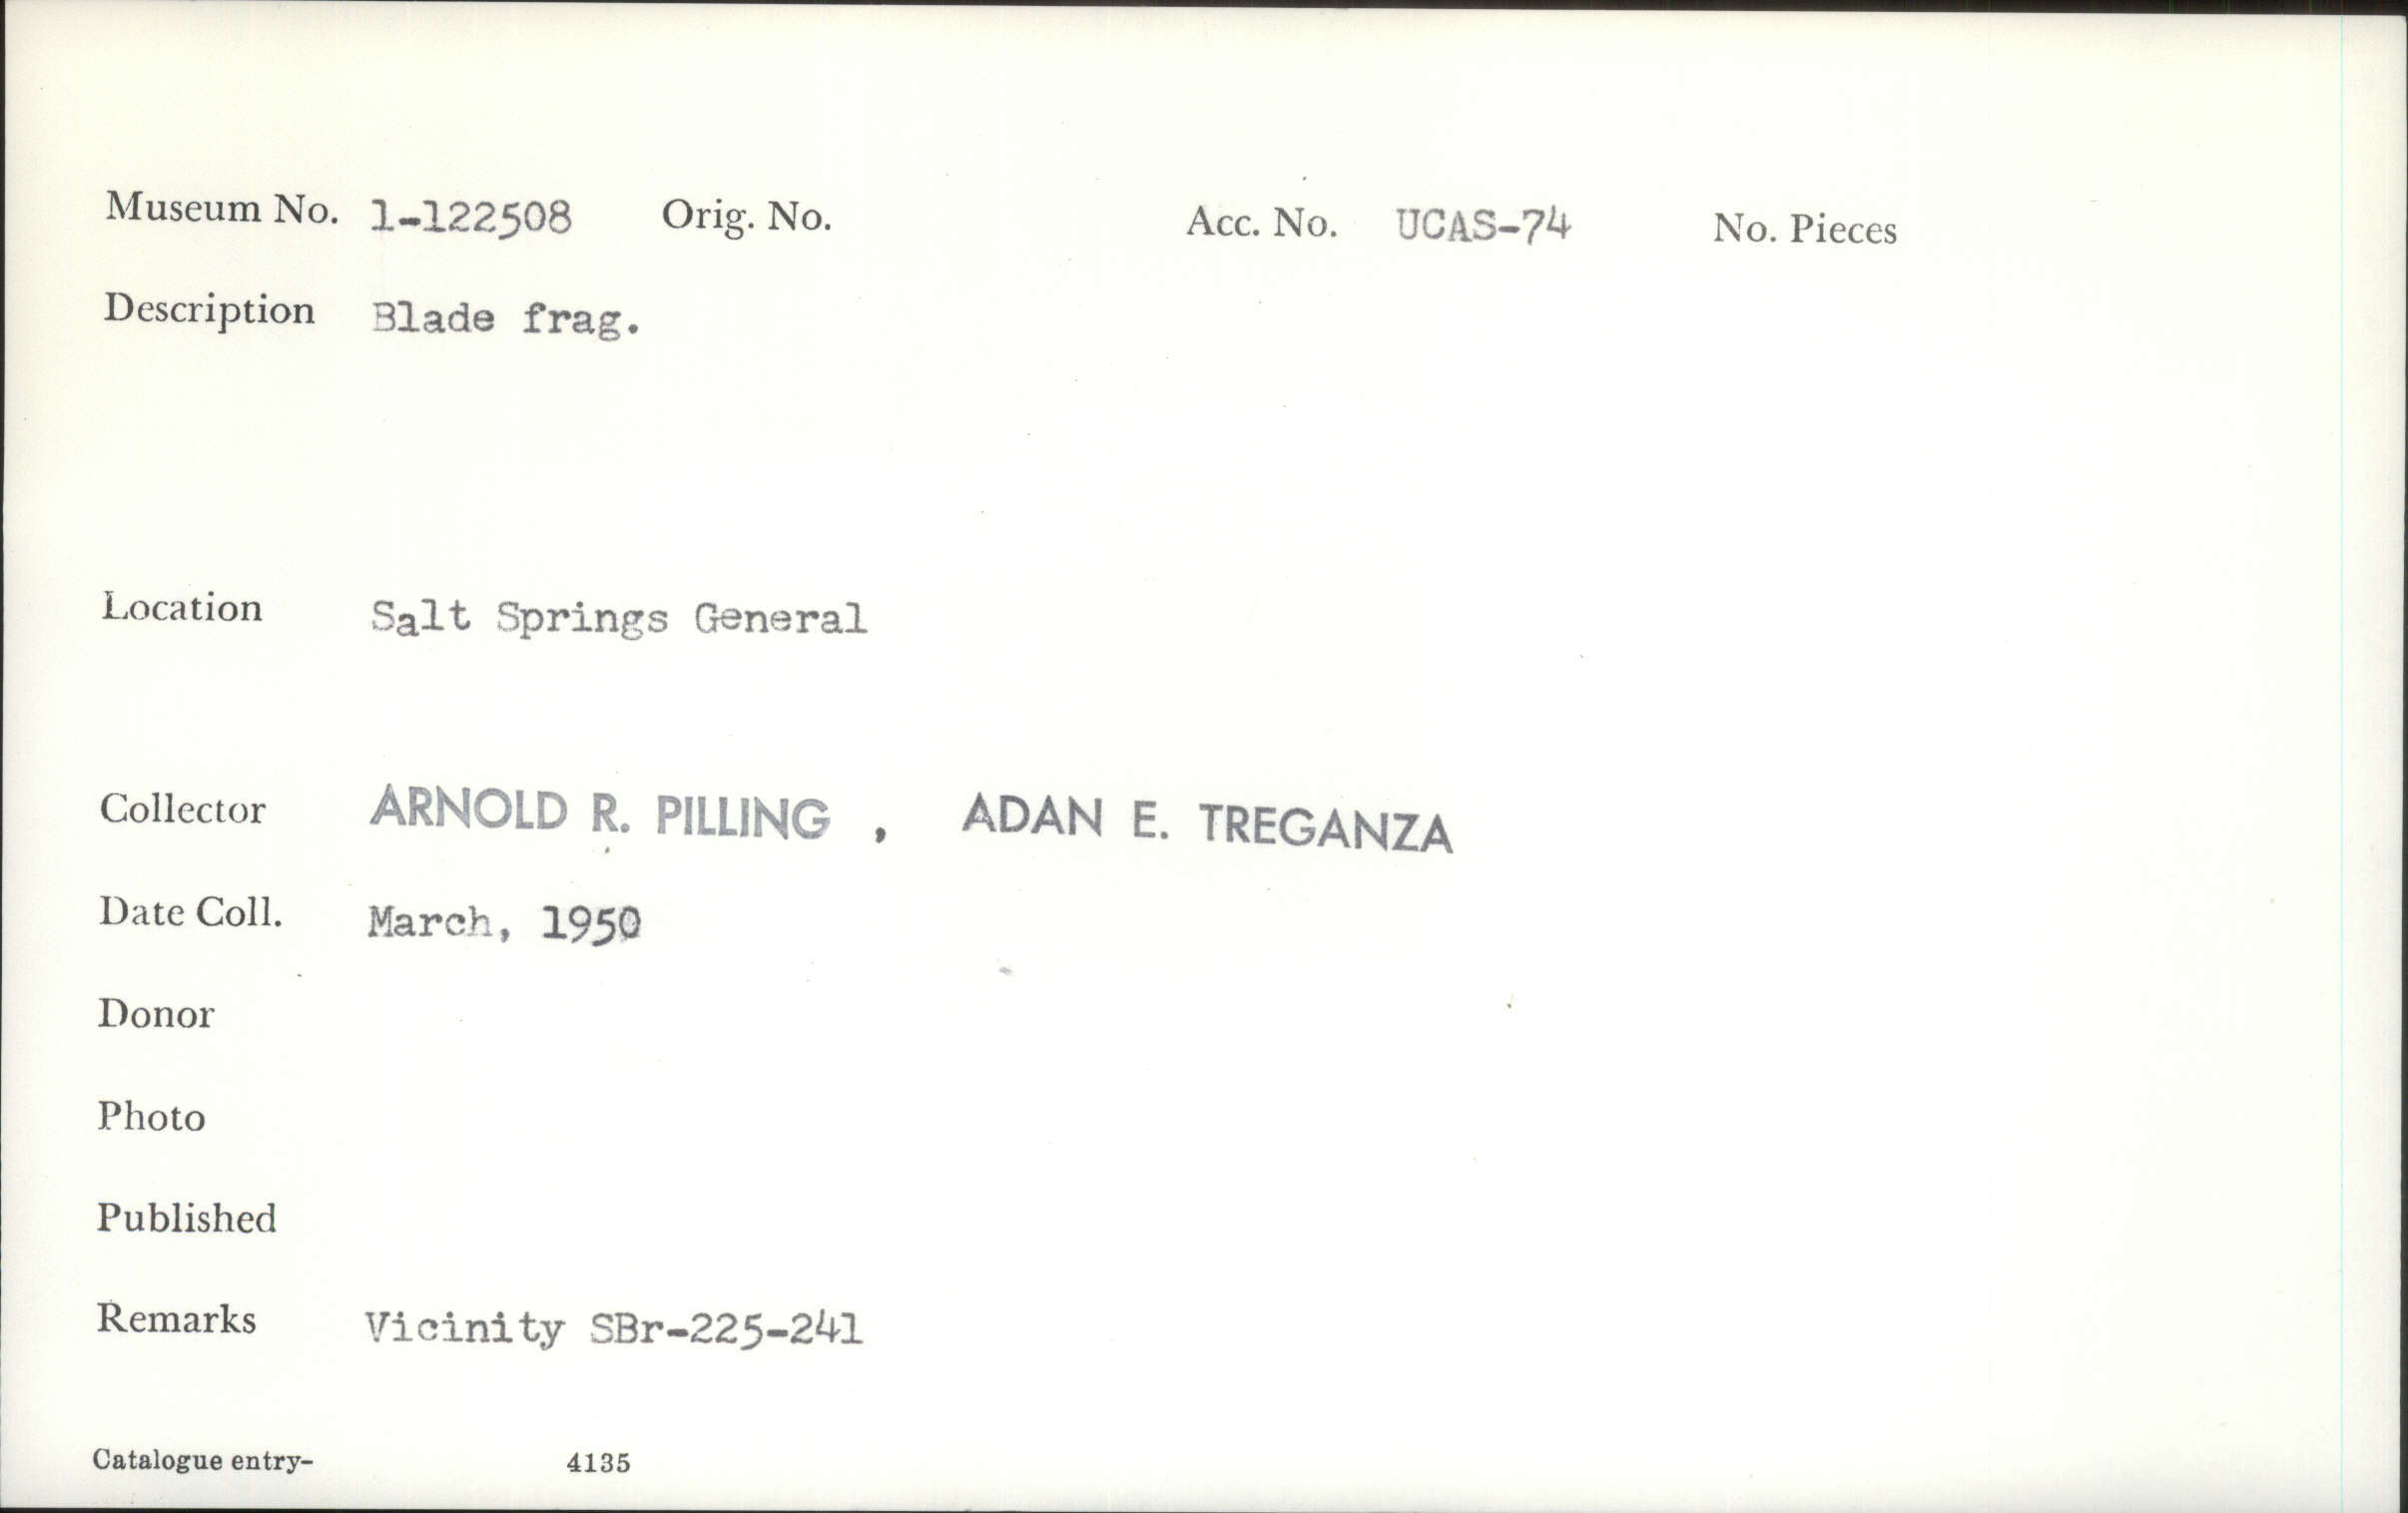 Museum No. 1-122508 Orig. No. Acc. No. UCAS-74 No. Pieces
Description Blade frag.
Location Salt Springs General
Collector ARNOLD R. PILLING , ADAN E. TREGANZA
Date Coll. March, 1950
Donor
Photo
Published
Remarks Vicinity SBr-225-241
Catalogue entry- 4135